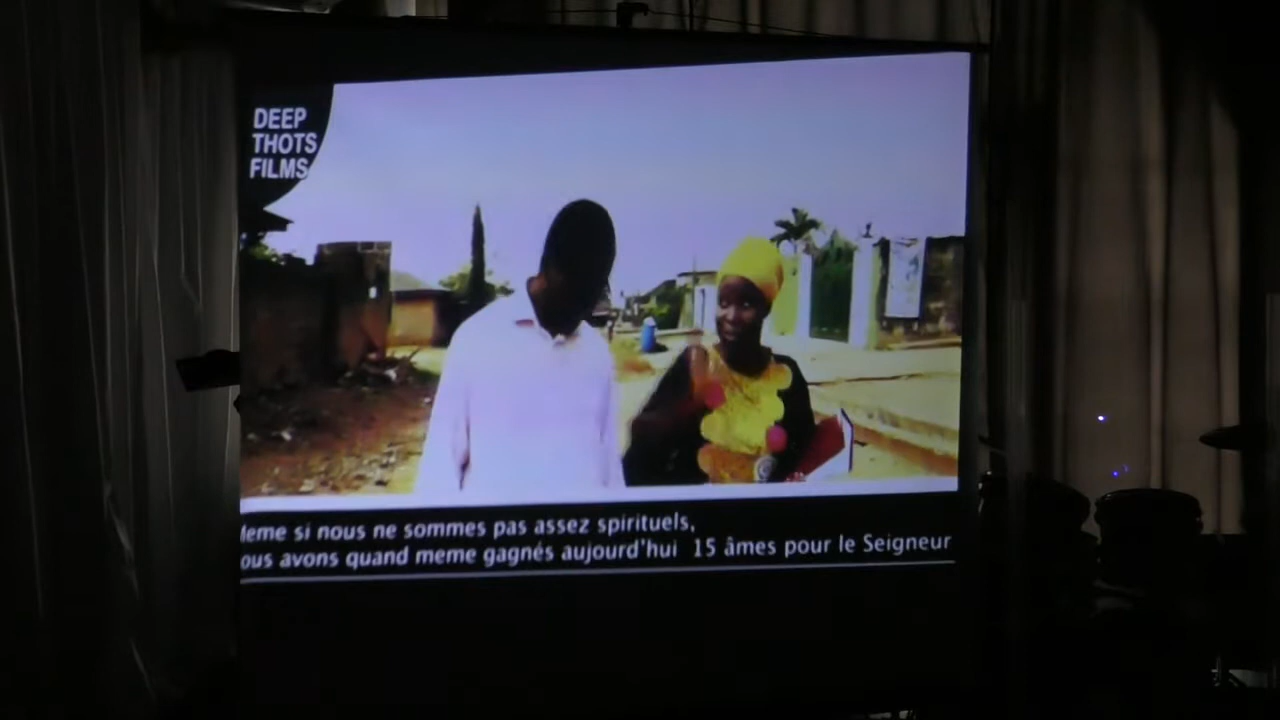 DEEP
THOTS
FILMS
eme si nous ne sommes pas assez spirituels,
ous avons quand meme gagnés aujourd'hui 15 âmes pour le Seigneur